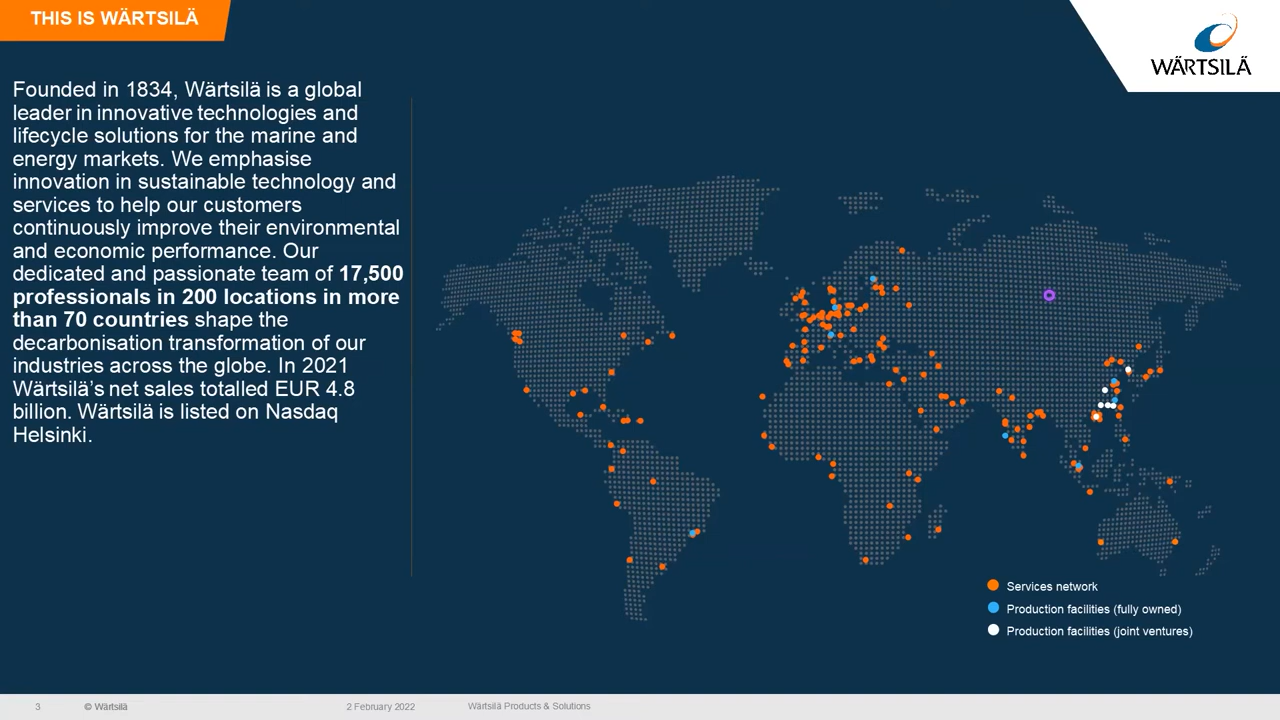 THIS IS WÄRTSILÄ
WÄRTSILÄ
Founded in 1834, Wärtsilä is a global
leader in innovative technologies and
lifecycle solutions for the marine and
energy markets. We emphasise
innovation in sustainable technology and
services to help our customers
continuously improve their environmental
and economic performance. Our
dedicated and passionate team of 17,500
professionals in 200 locations in more
than 70 countries shape the
decarbonisation transformation of our
industries across the globe. In 2021
Wärtsilä’s net sales totalled EUR 4.8
billion. Wärtsilä is listed on Nasdaq
Helsinki.
Services network
Production facilities (fully owned)
Production facilities (joint ventures)
3 © Wärtsilä 2 February 2022 Wärtsilä Products & Solutions